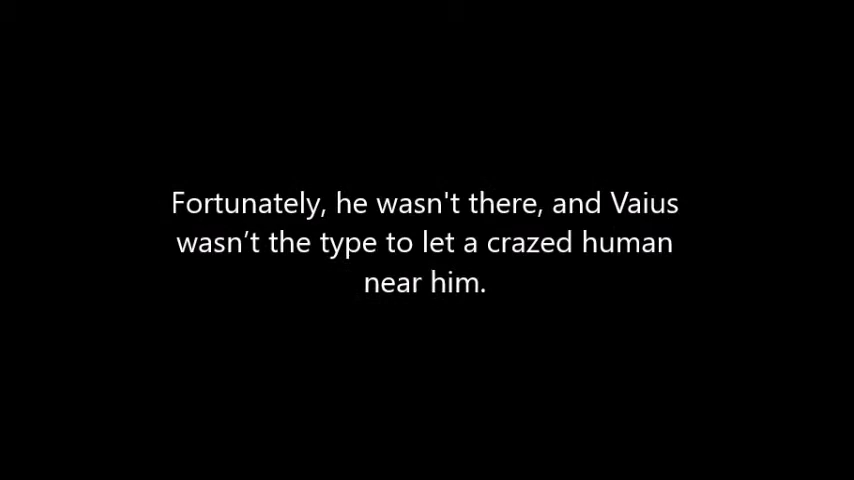 Fortunately, he wasn't there, and Vaius
wasn’t the type to let a crazed human
near him.